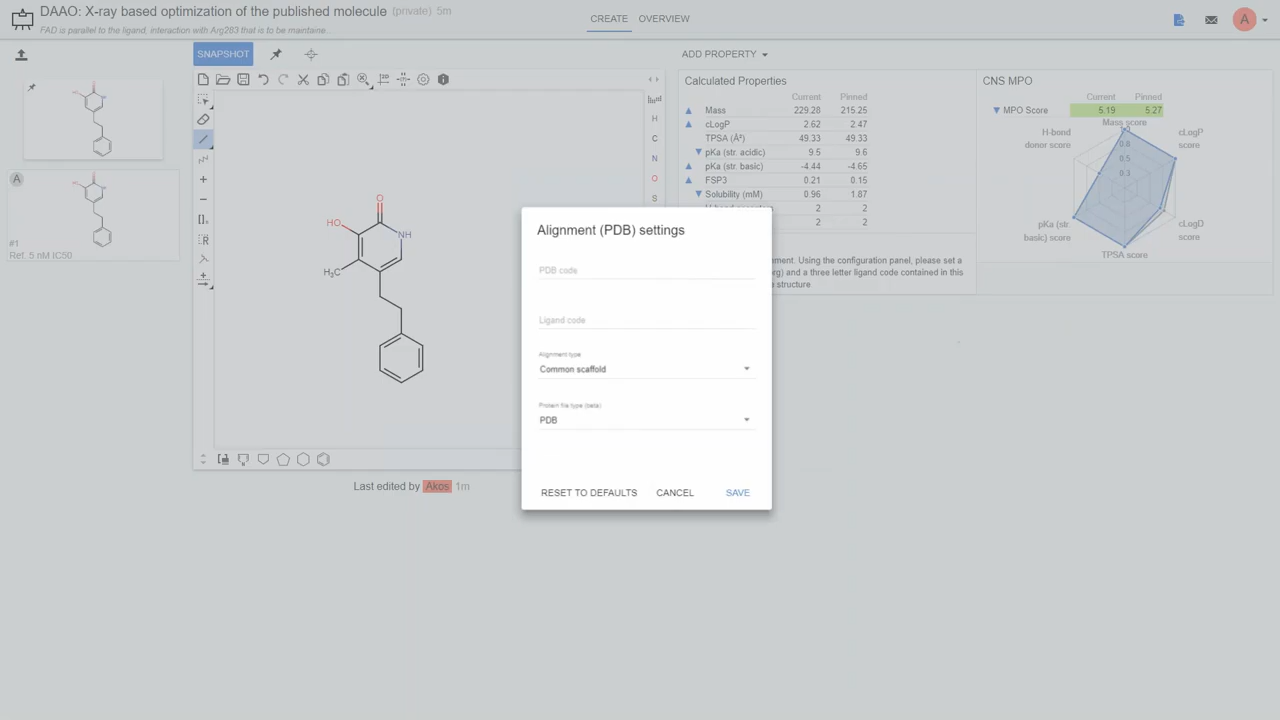 DAAO: X-ray based optimization of the published molecule (private) 5m
FAD is parallel to the ligand, interaction with Arg283 that is to be maintaine...
CREATE OVERVIEW
A
SNAPSHOT
ADD PROPERTY
HO
O
NH
H₃C
H
C
N
O
S
A
#1
Ref. 5 nM IC50
Last edited by Akos 1m
Calculated Properties
Current Pinned
Mass 229.28 215.25
cLogP 2.62 2.47
TPSA (Å²) 49.33 49.33
pKa (str. acidic) 9.5 9.6
pKa (str. basic) -4.44 -4.65
FSP3 0.21 0.15
Solubility (mM) 0.96 1.87
2 2
2 2
ment. Using the configuration panel, please set a
org) and a three letter ligand code contained in this
structure
CNS MPO
Current Pinned
MPO Score 5.19 5.27
Mass score
H-bond
donor score
cLogP
score
0.8
0.5
0.3
pKa (str.
basic) score
cLogD
score
TPSA score
Alignment (PDB) settings
PDB code
Ligand code
Alignment type
Common scaffold
Protein file type (beta)
PDB
RESET TO DEFAULTS CANCEL SAVE